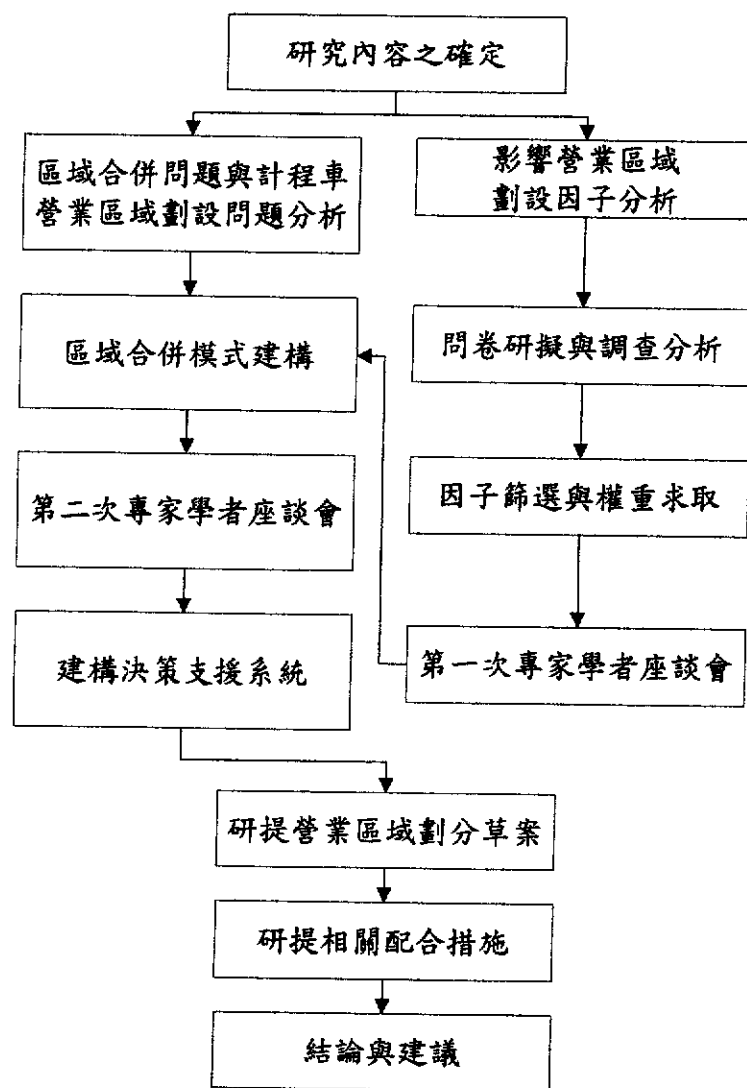 研究內容之確定
區域合併問題與計程車
營業區域劃設問題分析
影響營業區域
劃設因子分析
區域合併模式建構
問卷研擬與調查分析
第二次專家學者座談會
因子篩選與權重求取
建構決策支援系統
第一次專家學者座談會
研提營業區域劃分草案
研提相關配合措施
結論與建議